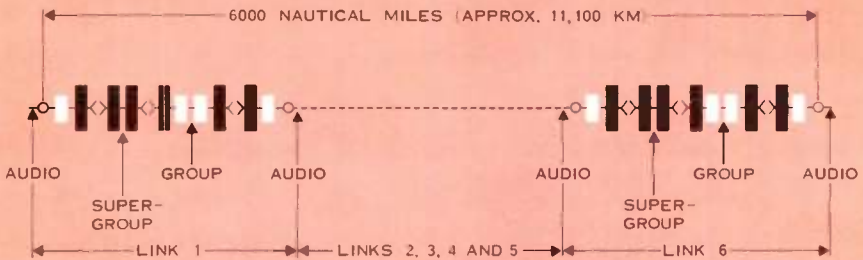 6000 NAUTICAL MILES (APPROX. 11,100 KM)
AUDIO GROUP AUDIO AUDIO GROUP AUDIO
SUPER- SUPER-
GROUP GROUP
LINK 1 LINKS 2, 3, 4 AND 5 LINK 6